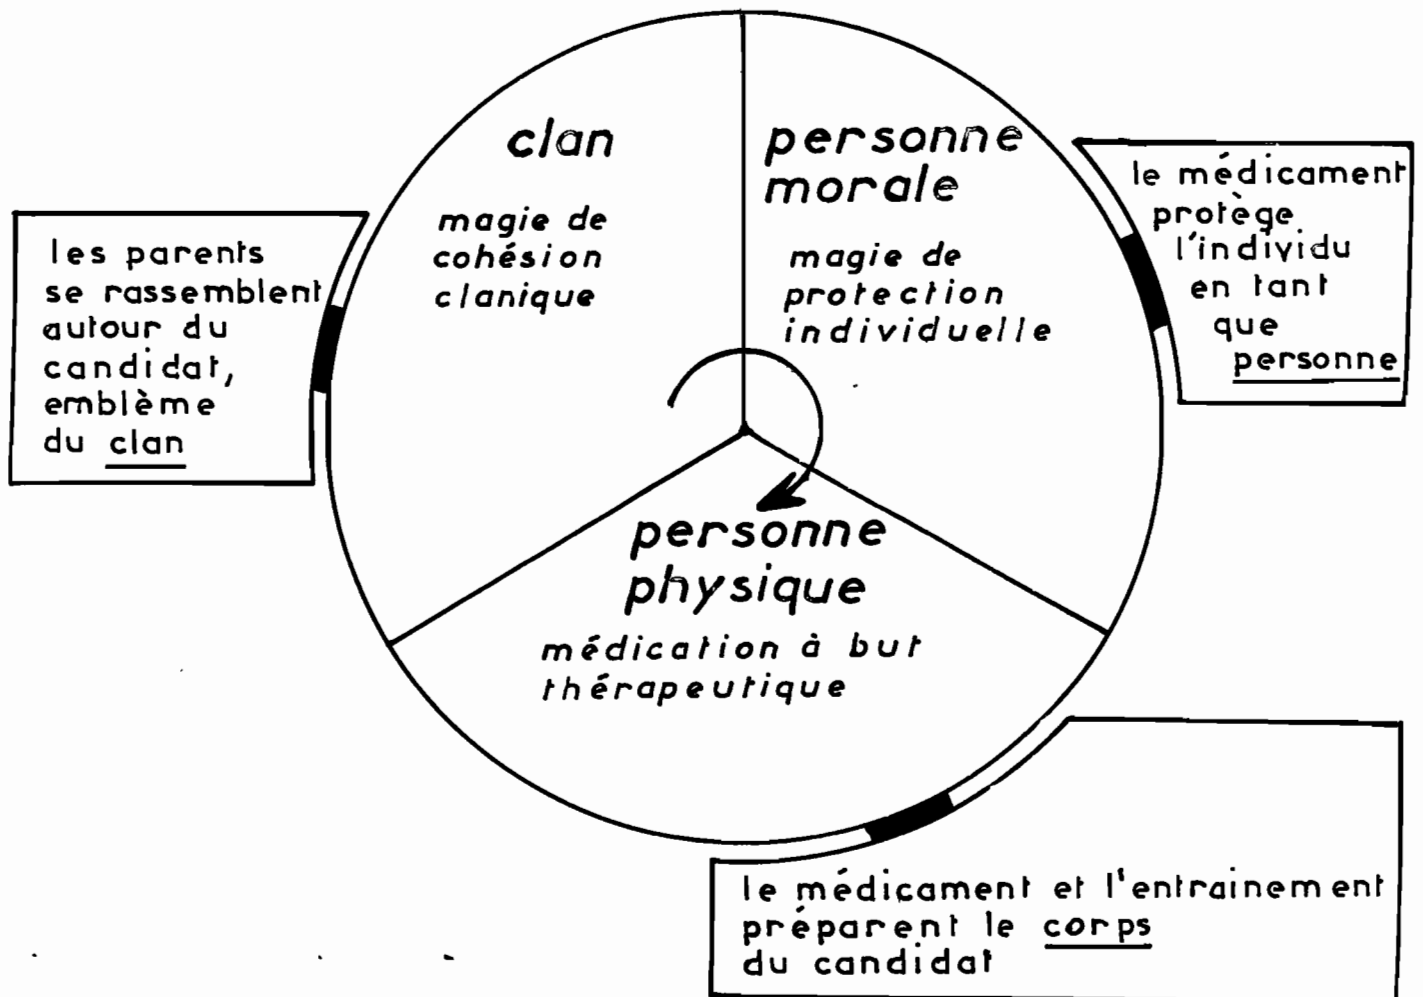 clan
magie de
cohésion
clanique
personne
morale
magie de
protection
individuelle
personne
physique
médication à but
thérapeutique
les parents
se rassemblent
autour du
candidat,
emblème
du clan
le médicament
protège
l'individu
en tant
que
personne
le médicament et l'entrainement
préparent le corps
du candidat